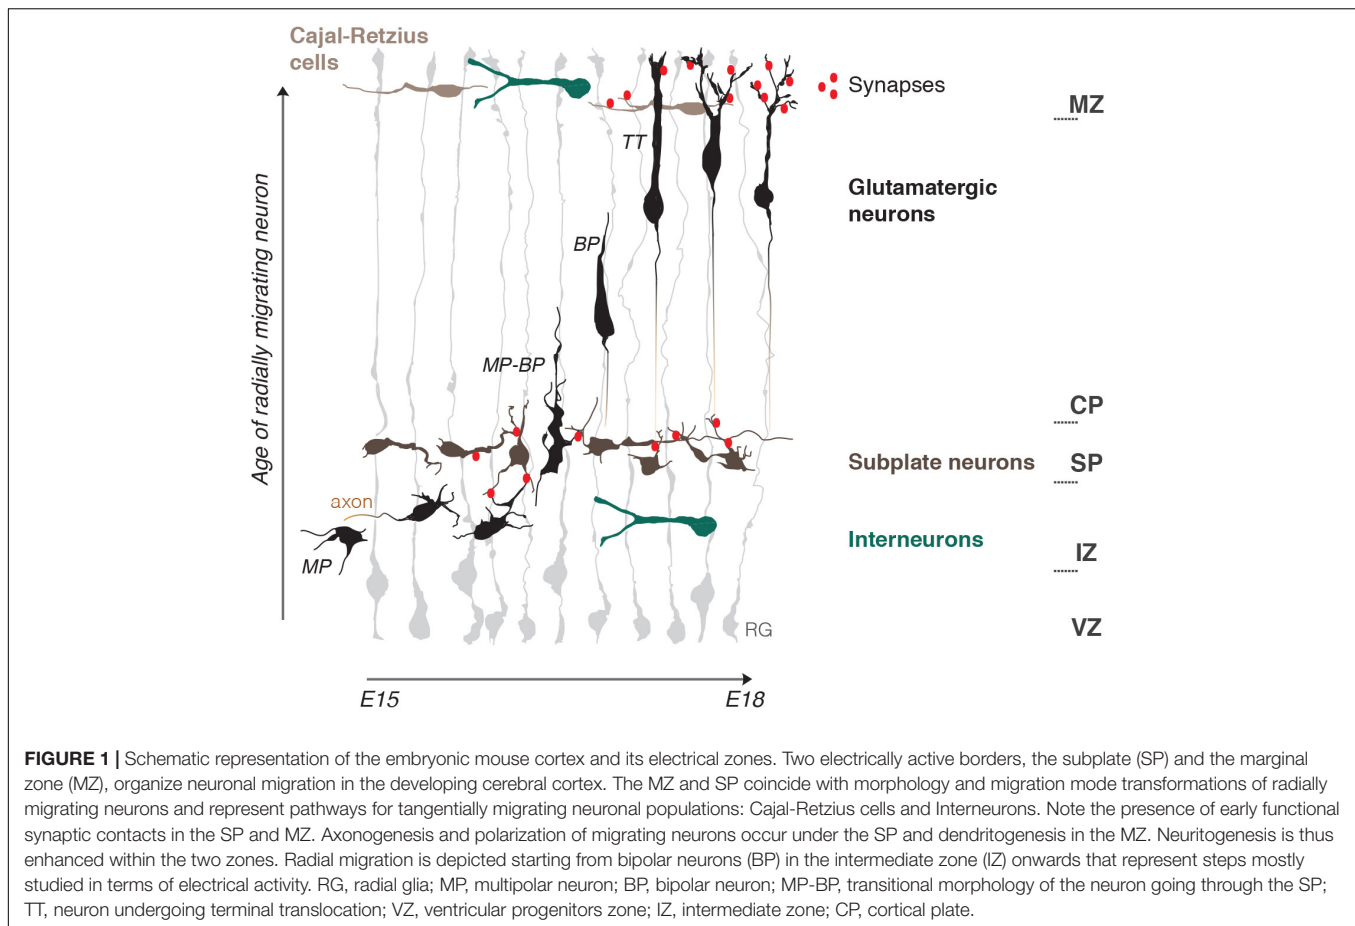 Cajal-Retzius
cells
Synapses
MZ
TT
Glutamatergic
neurons
Age of radially migrating neuron
BP
MP-BP
CP
Subplate neurons
SP
axon
Interneurons
IZ
MP
RG
VZ
E15
E18
FIGURE 1 | Schematic representation of the embryonic mouse cortex and its electrical zones. Two electrically active borders, the subplate (SP) and the marginal
zone (MZ), organize neuronal migration in the developing cerebral cortex. The MZ and SP coincide with morphology and migration mode transformations of radially
migrating neurons and represent pathways for tangentially migrating neuronal populations: Cajal-Retzius cells and Interneurons. Note the presence of early functional
synaptic contacts in the SP and MZ. Axonogenesis and polarization of migrating neurons occur under the SP and dendritogenesis in the MZ. Neuritogenesis is thus
enhanced within the two zones. Radial migration is depicted starting from bipolar neurons (BP) in the intermediate zone (IZ) onwards that represent steps mostly
studied in terms of electrical activity. RG, radial glia; MP, multipolar neuron; BP, bipolar neuron; MP-BP, transitional morphology of the neuron going through the SP;
TT, neuron undergoing terminal translocation; VZ, ventricular progenitors zone; IZ, intermediate zone; CP, cortical plate.